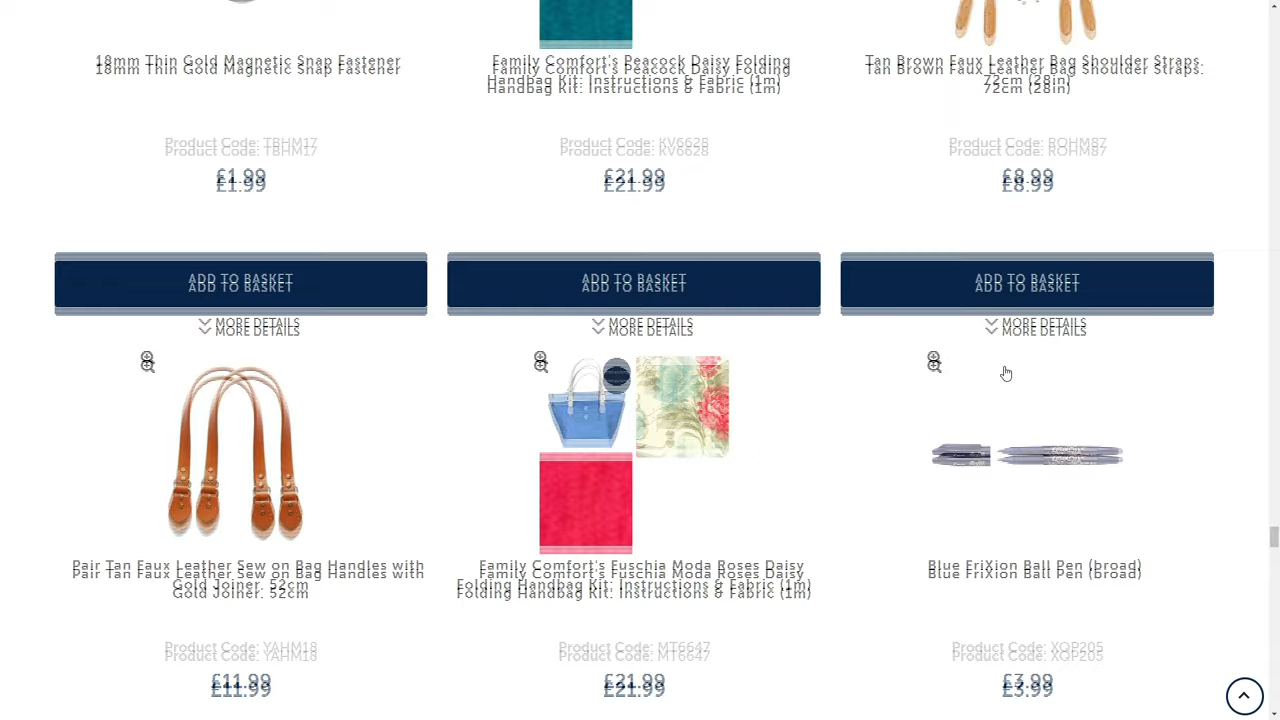 18mm Thin Gold Magnetic Snap Fastener
Product Code: TBHM17
£1.99
ADD TO BASKET
MORE DETAILS
Family Comfort's Peacock Daisy Folding
Handbag Kit: Instructions & Fabric (1m)
Product Code: KV6628
£21.99
ADD TO BASKET
MORE DETAILS
Tan Brown Faux Leather Bag Shoulder Straps:
72cm (28in)
Product Code: ROHM87
£8.99
ADD TO BASKET
MORE DETAILS
Pair Tan Faux Leather Sew on Bag Handles with
Gold Joiner: 52cm
Product Code: YAHM18
£11.99
Family Comfort's Fuschia Moda Roses Daisy
Folding Handbag Kit: Instructions & Fabric (1m)
Product Code: MT6647
£21.99
Blue FriXion Ball Pen (broad)
Product Code: XQP205
£3.99